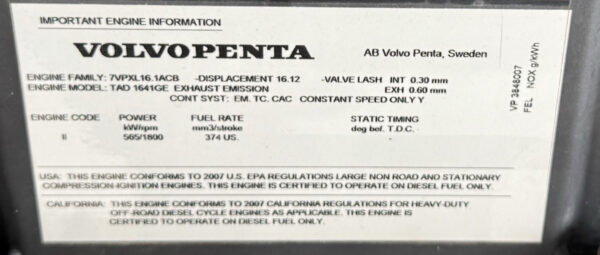 IMPORTANT ENGINE INFORMATION
VOLVO PENTA AB Volvo Penta, Sweden
ENGINE FAMILY: 7VPXL16.1ACB -DISPLACEMENT 16.12 -VALVE LASH INT 0.30 mm
ENGINE MODEL: TAD 1641GE EXHAUST EMISSION EXH 0.60 mm
CONT SYST: EM. TC. CAC CONSTANT SPEED ONLY Y
ENGINE CODE POWER FUEL RATE STATIC TIMING
kW/rpm mm3/stroke deg bef. T.D.C.
II 565/1800 374 US. -
USA: THIS ENGINE CONFORMS TO 2007 U.S. EPA REGULATIONS LARGE NON ROAD AND STATIONARY
COMPRESSION-IGNITION ENGINES. THIS ENGINE IS CERTIFIED TO OPERATE ON DIESEL FUEL ONLY.
CALIFORNIA: THIS ENGINE CONFORMS TO 2007 CALIFORNIA REGULATIONS FOR HEAVY-DUTY
OFF-ROAD DIESEL CYCLE ENGINES AS APPLICABLE. THIS ENGINE IS
CERTIFIED TO OPERATE ON DIESEL FUEL ONLY.
VP 3848007
FEL NOX g/kWh